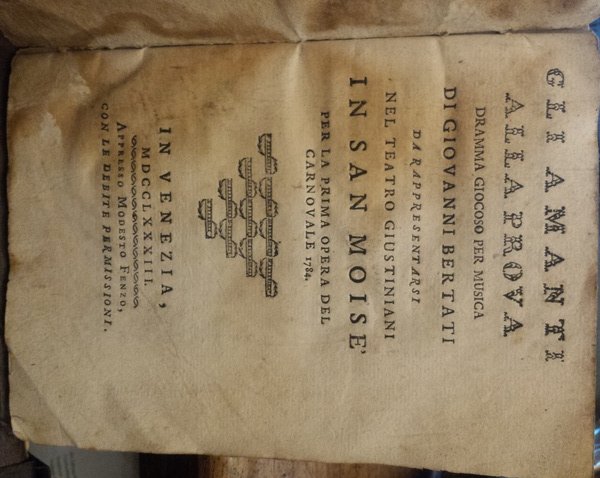 GLI AMANTI
ALLA PROVA
DRAMMA GIOCOSO PER MUSICA
DI GIOVANNI BERTATI
DA RAPPRESENTARSI
NEL TEATRO GIUSTINIANI
IN SAN MOISE'
PER LA PRIMA OPERA DEL
CARNOVALE 1784.
IN VENEZIA,
MDCCLXXXIII.
APPRESSO MODESTO FENZO,
CON LE DEBITE PERMISSIONI.